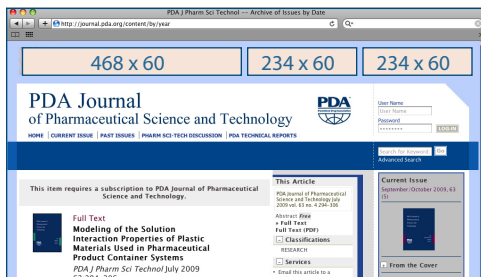 PDA J Pharm Sci Technol — Archive of Issues by Date
http://journal.pda.org/content/by/year
468 x 60
234 x 60
234 x 60
PDA Journal
of Pharmaceutical Science and Technology
PDA
HOME | CURRENT ISSUE | PAST ISSUES | PHARM SCI-TECH DISCUSSION | PDA TECHNICAL REPORTS
User Name
User Name
Password
LOG IN
Search for Keyword Go
Advanced Search
This item requires a subscription to PDA Journal of Pharmaceutical
Science and Technology.
Full Text
Modeling of the Solution
Interaction Properties of Plastic
Materials Used in Pharmaceutical
Product Container Systems
PDA J Pharm Sci Technol July 2009
63:294-306
This Article
PDA Journal of Pharmaceutical
Science and Technology July
2009 vol. 63 no. 4 294-306
Abstract Free
» Full Text
Full Text (PDF)
Classifications
RESEARCH
Services
Email this article to a
Current Issue
September/October 2009, 63
(5)
From the Cover